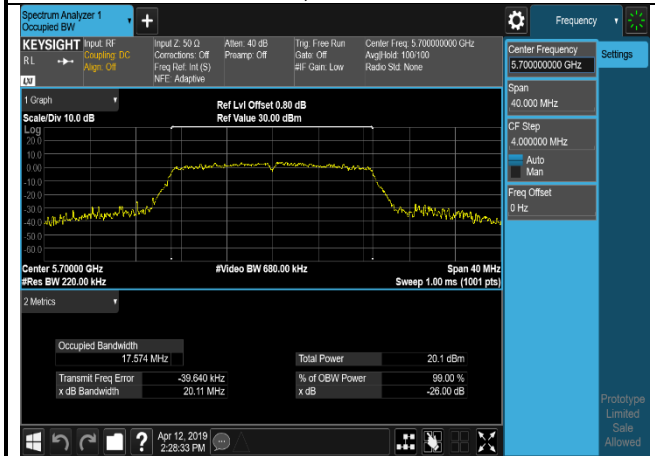 Spectrum Analyzer 1
Occupied BW
+
Frequency
KEYSIGHT
RL
LXI
Input: RF
Coupling: DC
Align: Off
Input Z: 50 Ω
Corrections: Off
Freq Ref: Int (S)
NFE: Adaptive
Atten: 40 dB
Preamp: Off
Trig: Free Run
Gate: Off
#IF Gain: Low
Center Freq: 5.700000000 GHz
Avg|Hold: 100/100
Radio Std: None
Center Frequency
5.700000000 GHz
Settings
Span
40.000 MHz
CF Step
4.000000 MHz
Auto
Man
Freq Offset
0 Hz
1 Graph
Scale/Div 10.0 dB
Ref Lvl Offset 0.80 dB
Ref Value 30.00 dBm
Log
20.0
10.0
0.00
-10.0
-20.0
-30.0
-40.0
-50.0
-60.0
Center 5.70000 GHz
#Res BW 220.00 kHz
#Video BW 680.00 kHz
Span 40 MHz
Sweep 1.00 ms (1001 pts)
2 Metrics
Occupied Bandwidth
17.574 MHz
Total Power 20.1 dBm
Transmit Freq Error -39.640 kHz
% of OBW Power 99.00 %
x dB Bandwidth 20.11 MHz
x dB -26.00 dB
Prototype
Limited
Sale
Allowed
?
Apr 12, 2019
2:28:33 PM